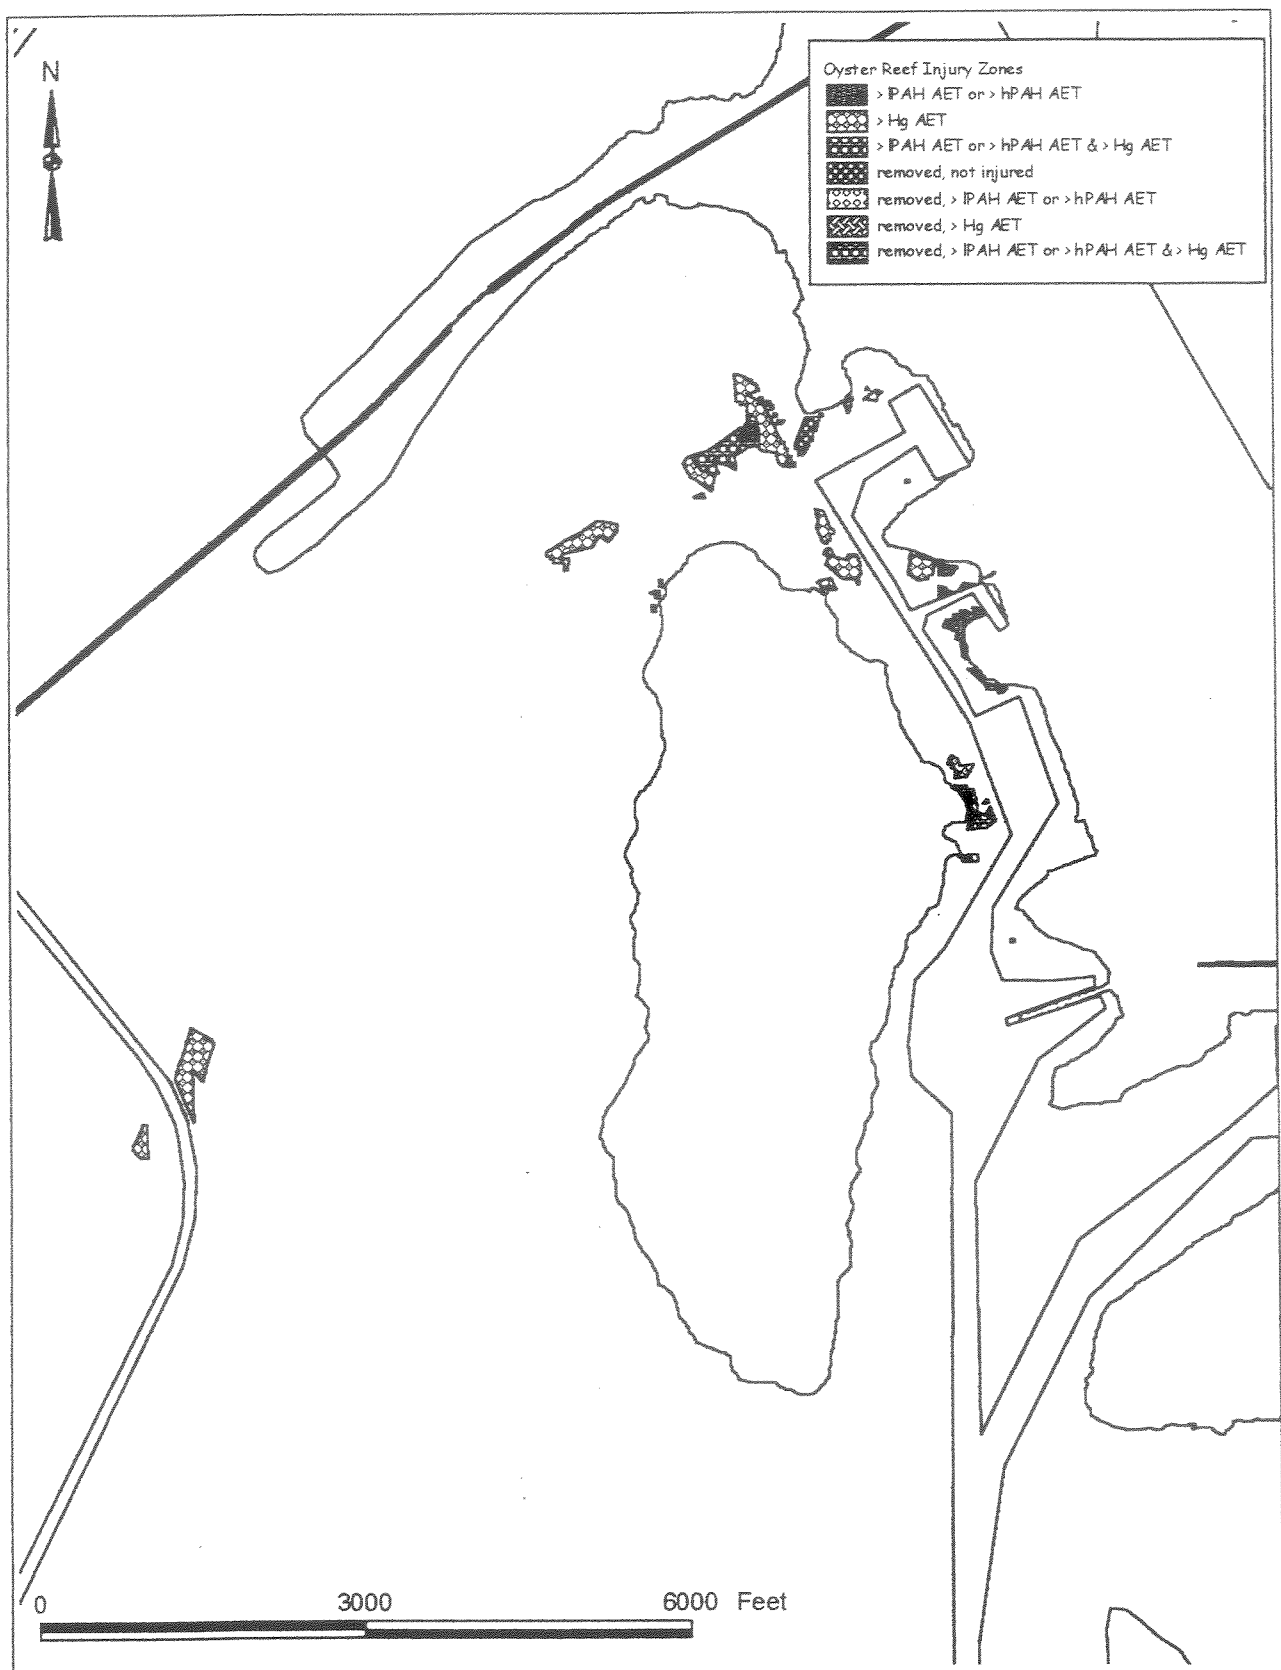 N
Oyster Reef Injury Zones
> lPAH AET or > hPAH AET
> Hg AET
> lPAH AET or > hPAH AET & > Hg AET
removed, not injured
removed, > lPAH AET or > hPAH AET
removed, > Hg AET
removed, > lPAH AET or > hPAH AET & > Hg AET
0 3000 6000 Feet